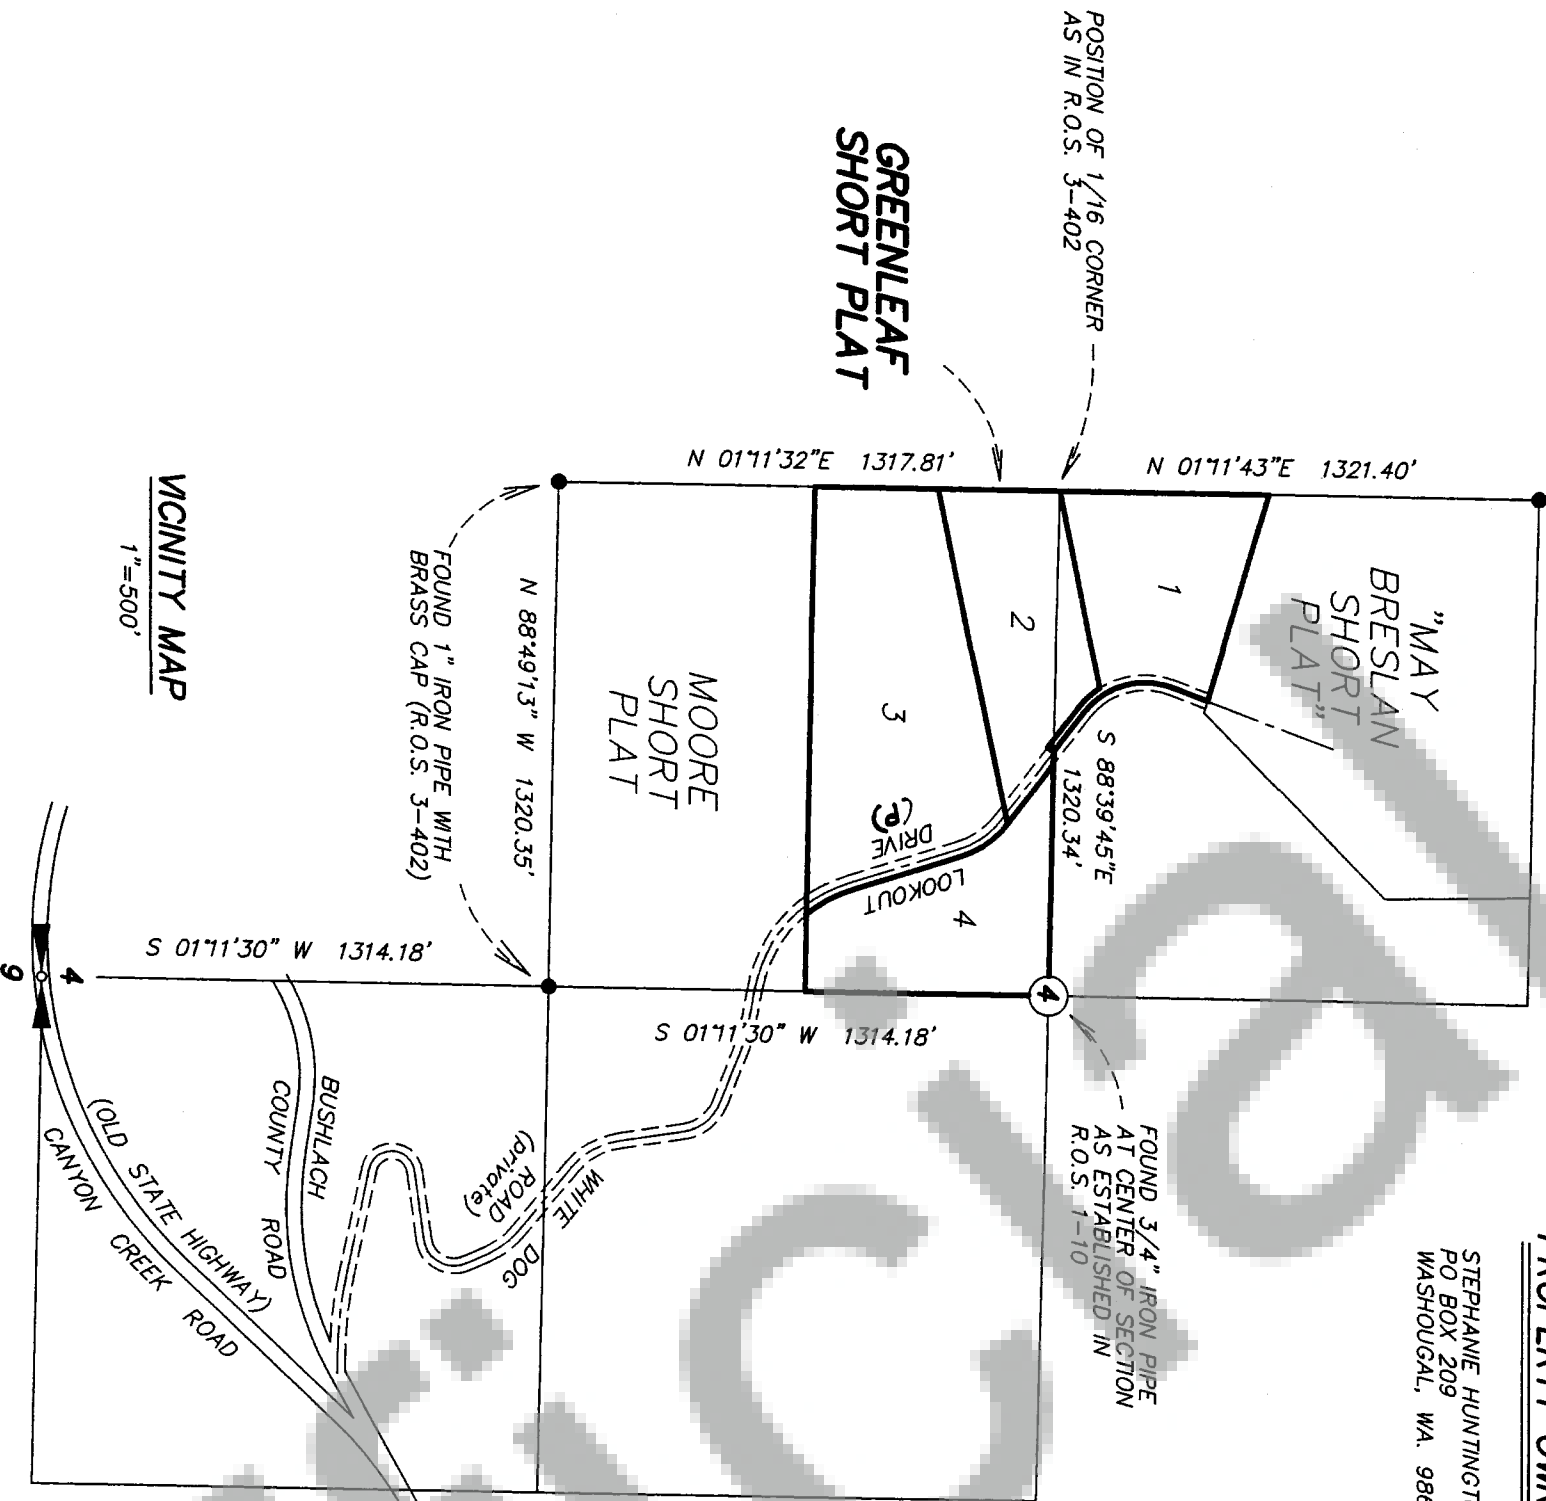 POSITION OF 1/16 CORNER
AS IN R.O.S. 3-402
GREENLEAF
SHORT PLAT
N 01°11'32"E 1317.81'
N 01°11'43"E 1321.40'
"MAY
BRESLAN
SHORT
PLAT"
1
2
3
4
S 88°39'45"E
1320.34'
LOOKOUT
DRIVE
(P)
MOORE
SHORT
PLAT
N 88°49'13" W 1320.35'
FOUND 1" IRON PIPE WITH
BRASS CAP (R.O.S. 3-402)
VICINITY MAP
1"=500'
S 01°11'30" W 1314.18'
S 01°11'30" W 1314.18'
4
FOUND 3/4" IRON PIPE
AT CENTER OF SECTION
AS ESTABLISHED IN
R.O.S. 1-10
STEPHANIE HUNTINGT
PO BOX 209
WASHOUGAL, WA. 986
WHITE DOG
ROAD
(private)
BUSHLACH
COUNTY ROAD
(OLD STATE HIGHWAY)
CANYON CREEK ROAD
4
9